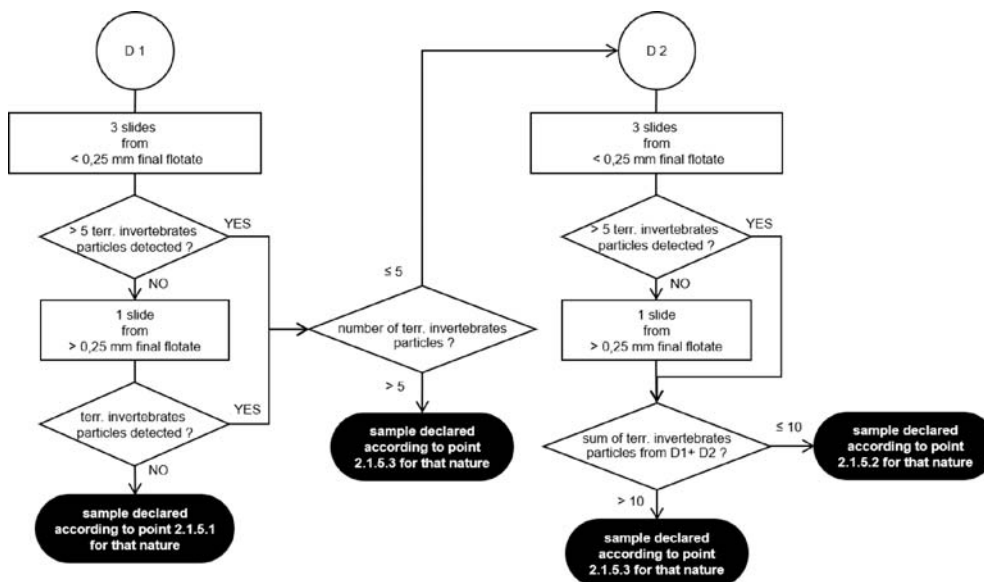 D 1
3 slides
from
< 0,25 mm final flotate
> 5 terr. invertebrates
particles detected ?
YES
NO
1 slide
from
> 0,25 mm final flotate
terr. invertebrates
particles detected ?
YES
NO
sample declared
according to point 2.1.5.1
for that nature
≤ 5
number of terr. invertebrates
particles ?
> 5
sample declared
according to point
2.1.5.3 for that nature
D 2
3 slides
from
< 0,25 mm final flotate
> 5 terr. invertebrates
particles detected ?
YES
NO
1 slide
from
> 0,25 mm final flotate
sum of terr. invertebrates
particles from D1+ D2 ?
≤ 10
sample declared
according to point
2.1.5.2 for that nature
> 10
sample declared
according to point
2.1.5.3 for that nature